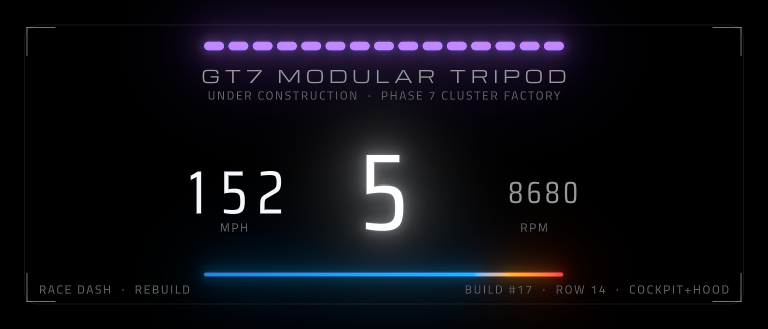 GT7 MODULAR TRIPOD
UNDER CONSTRUCTION · PHASE 7 CLUSTER FACTORY
152
MPH
5
8680
RPM
RACE DASH · REBUILD
BUILD #17 · ROW 14 · COCKPIT+HOOD